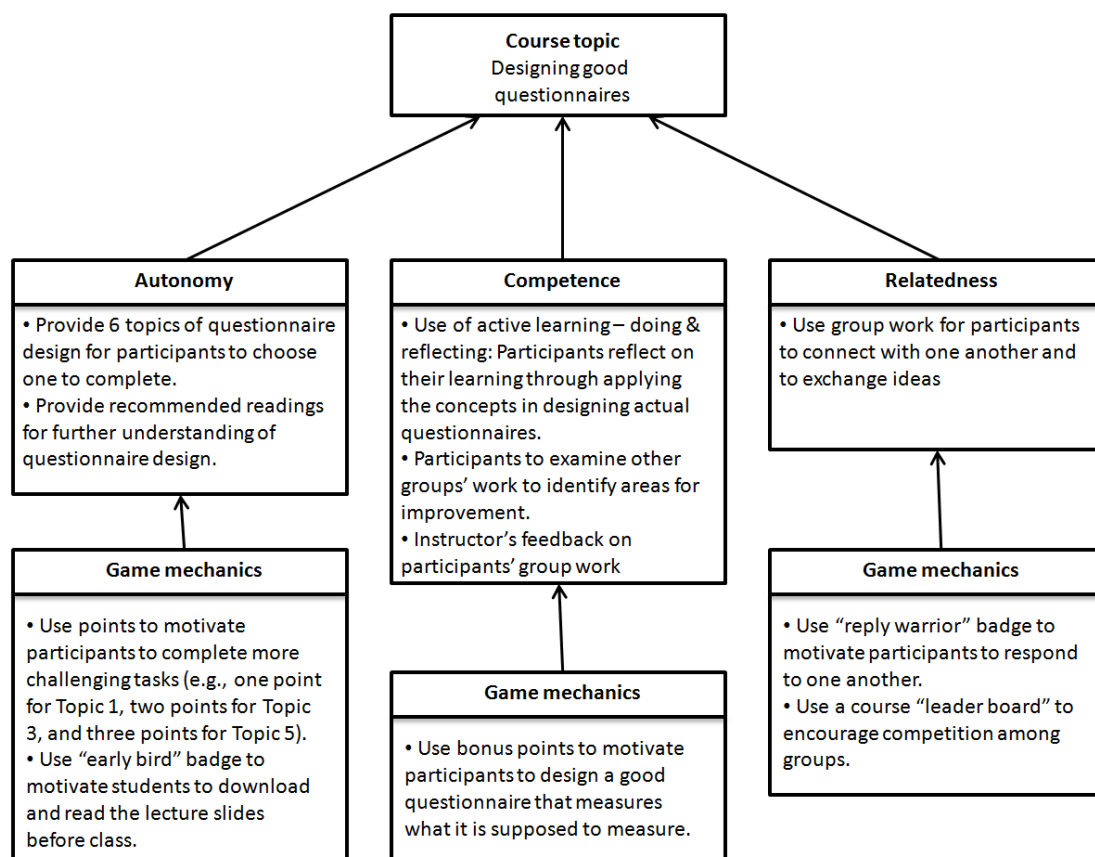 Course topic
Designing good
questionnaires
Autonomy
• Provide 6 topics of questionnaire
design for participants to choose
one to complete.
• Provide recommended readings
for further understanding of
questionnaire design.
Competence
• Use of active learning – doing &
reflecting: Participants reflect on
their learning through applying
the concepts in designing actual
questionnaires.
• Participants to examine other
groups’ work to identify areas for
improvement.
• Instructor’s feedback on
participants’ group work
Relatedness
• Use group work for participants
to connect with one another and
to exchange ideas
Game mechanics
• Use points to motivate
participants to complete more
challenging tasks (e.g., one point
for Topic 1, two points for Topic
3, and three points for Topic 5).
• Use “early bird” badge to
motivate students to download
and read the lecture slides
before class.
Game mechanics
• Use bonus points to motivate
participants to design a good
questionnaire that measures
what it is supposed to measure.
Game mechanics
• Use “reply warrior” badge to
motivate participants to respond
to one another.
• Use a course “leader board” to
encourage competition among
groups.